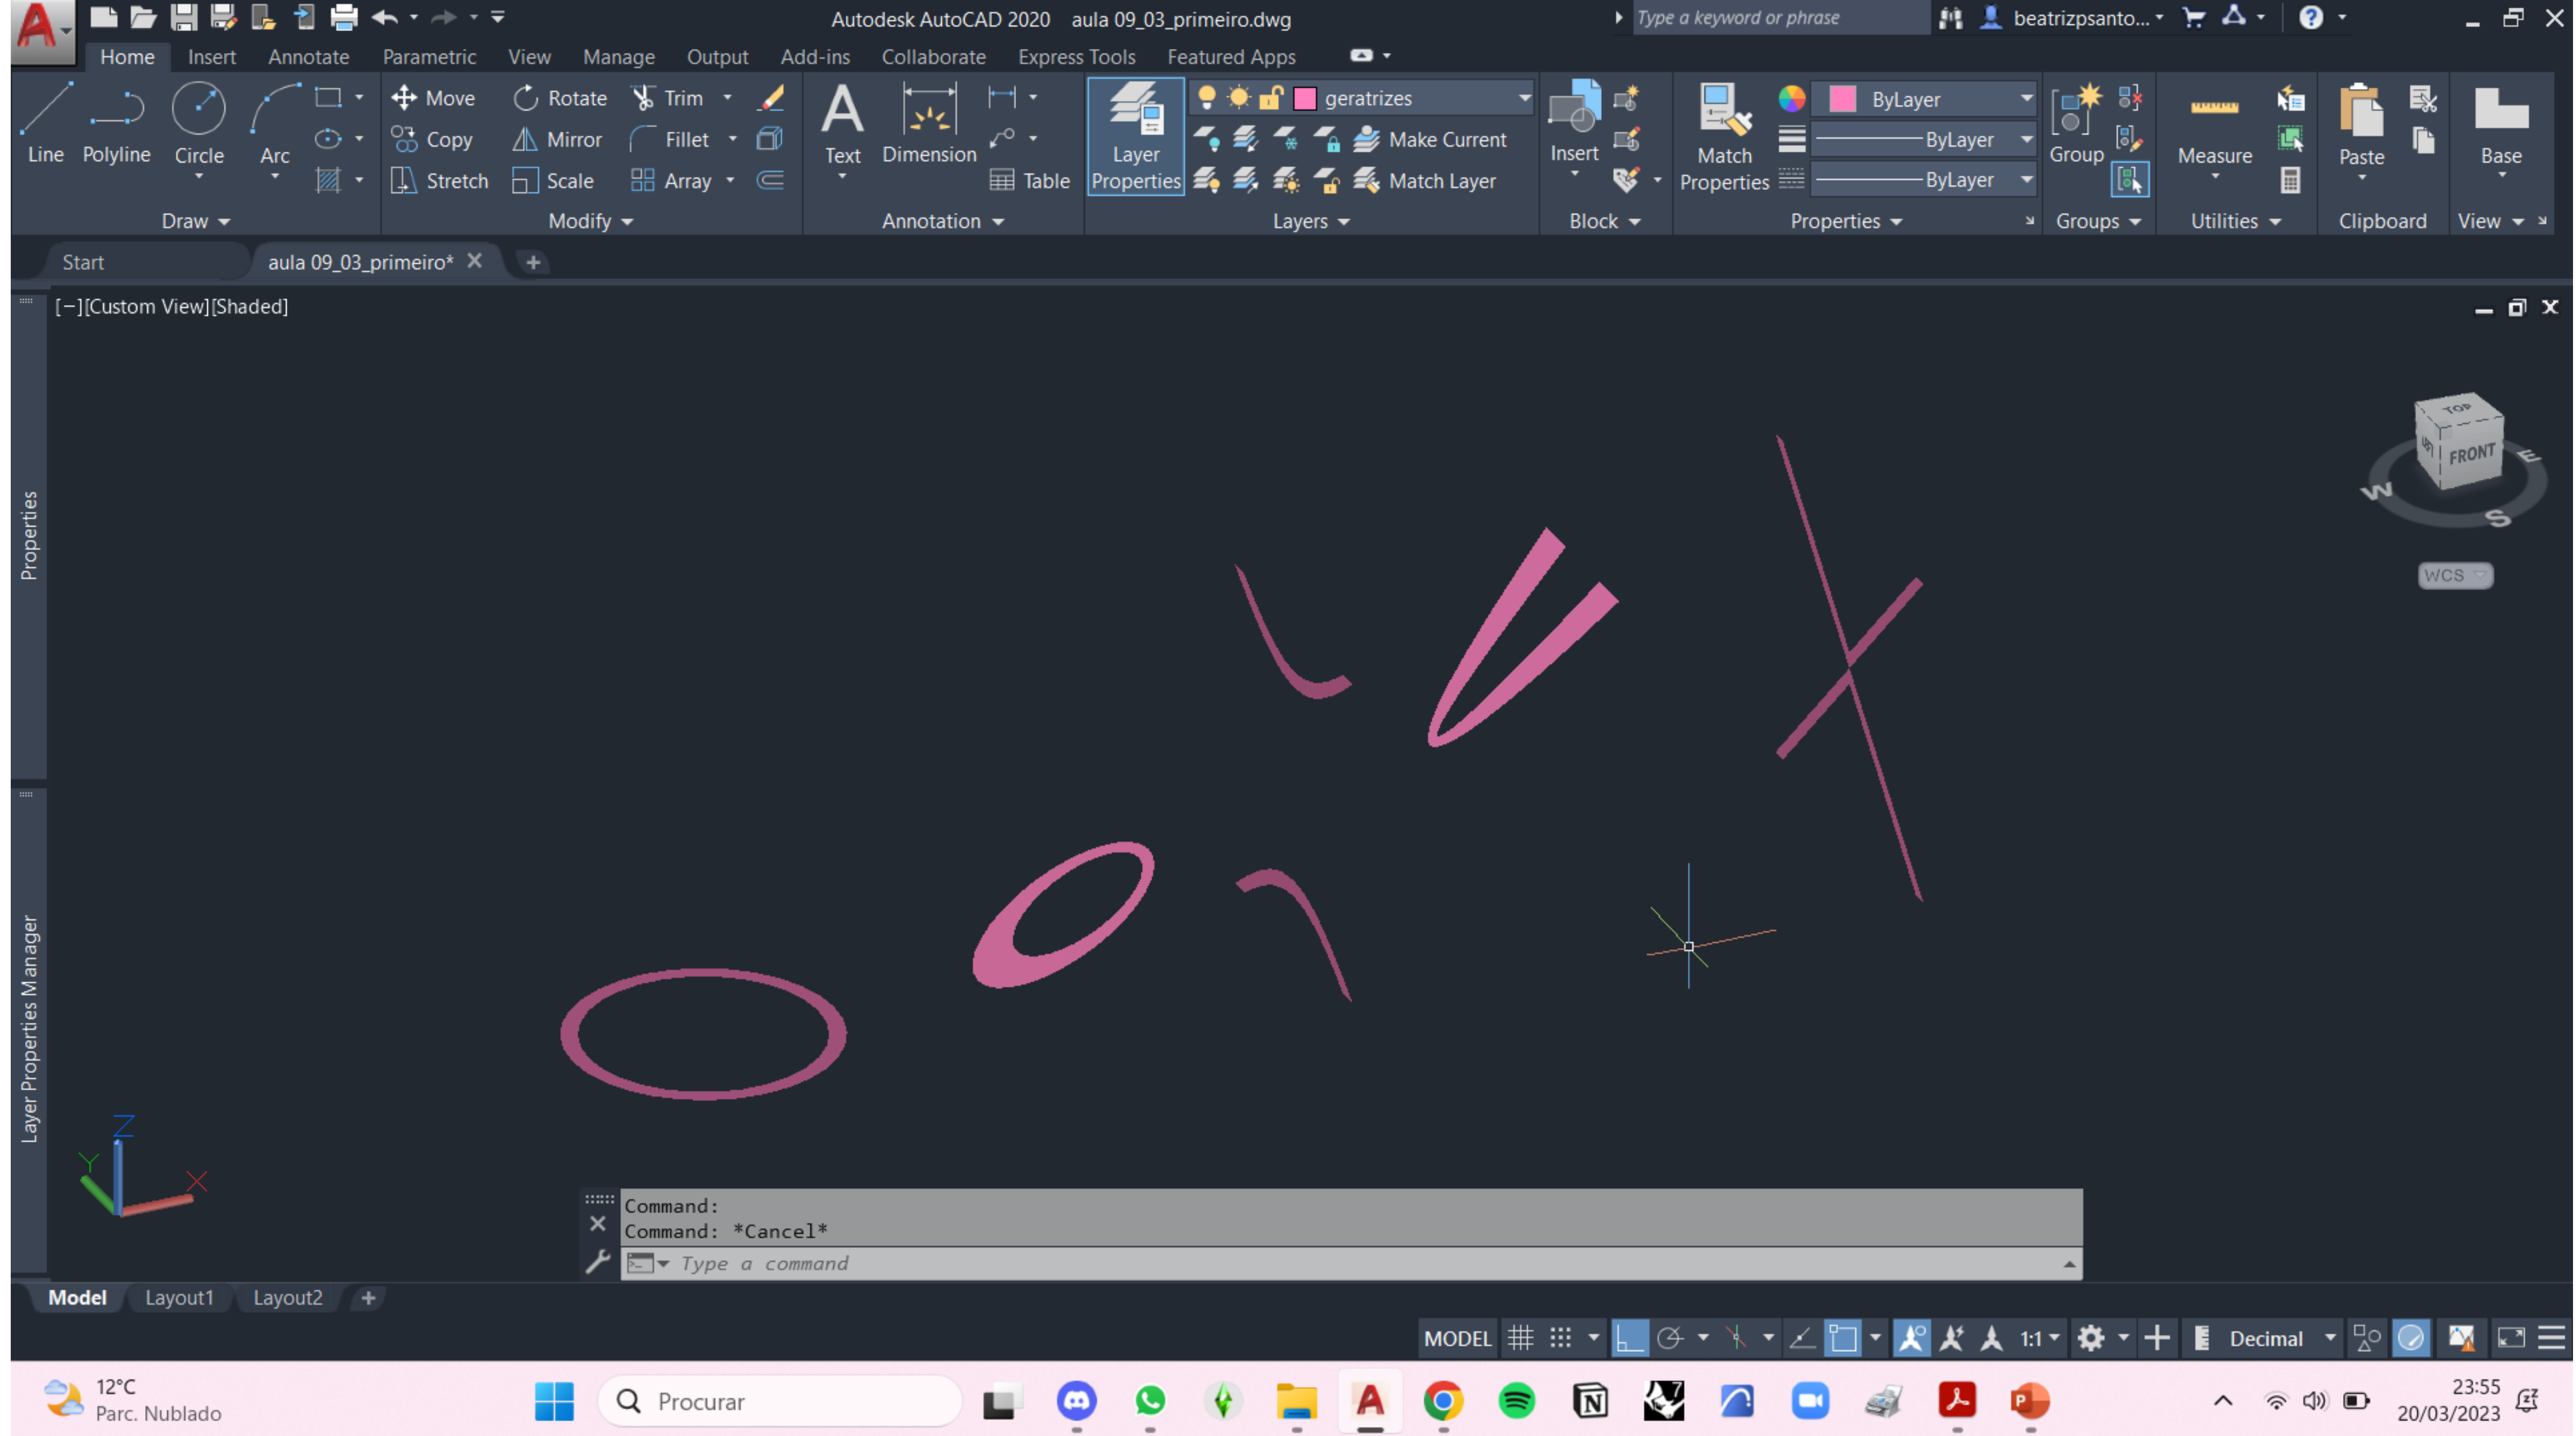 Autodesk AutoCAD 2020 aula 09_03_primeiro.dwg
Type a keyword or phrase
beatrizpsanto...
Home Insert Annotate Parametric View Manage Output Add-ins Collaborate Express Tools Featured Apps
Line Polyline Circle Arc
Move Rotate Trim
Copy Mirror Fillet
Stretch Scale Array
Text Dimension
Table
Layer
Properties
geratrizes
Make Current
Match Layer
Insert
Match
Properties
ByLayer
ByLayer
ByLayer
Group
Measure
Paste
Base
Draw Modify Annotation Layers Block Properties Groups Utilities Clipboard View
Start aula 09_03_primeiro*
[−][Custom View][Shaded]
Properties
Layer Properties Manager
TOP
FRONT
W
S
E
WCS
Z
Y
X
Command:
Command: *Cancel*
Type a command
Model Layout1 Layout2
MODEL 1:1 Decimal
12°C
Parc. Nublado
Procurar
7
23:55
20/03/2023